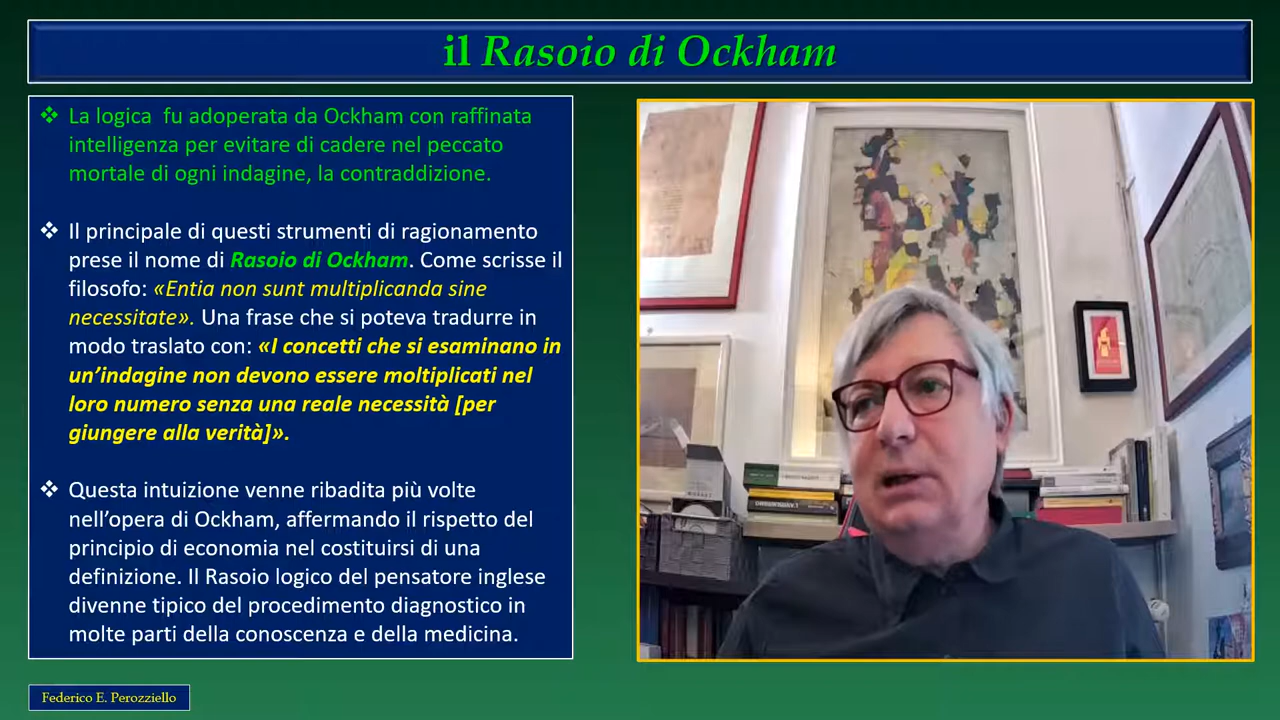 il Rasoio di Ockham
❖ La logica fu adoperata da Ockham con raffinata
intelligenza per evitare di cadere nel peccato
mortale di ogni indagine, la contraddizione.
❖ Il principale di questi strumenti di ragionamento
prese il nome di Rasoio di Ockham. Come scrisse il
filosofo: «Entia non sunt multiplicanda sine
necessitate». Una frase che si poteva tradurre in
modo traslato con: «I concetti che si esaminano in
un’indagine non devono essere moltiplicati nel
loro numero senza una reale necessità [per
giungere alla verità]».
❖ Questa intuizione venne ribadita più volte
nell’opera di Ockham, affermando il rispetto del
principio di economia nel costituirsi di una
definizione. Il Rasoio logico del pensatore inglese
divenne tipico del procedimento diagnostico in
molte parti della conoscenza e della medicina.
Federico E. Perozziello